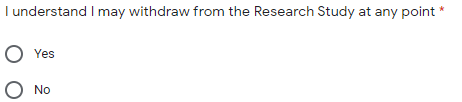 I understand I may withdraw from the Research Study at any point *
Yes
No